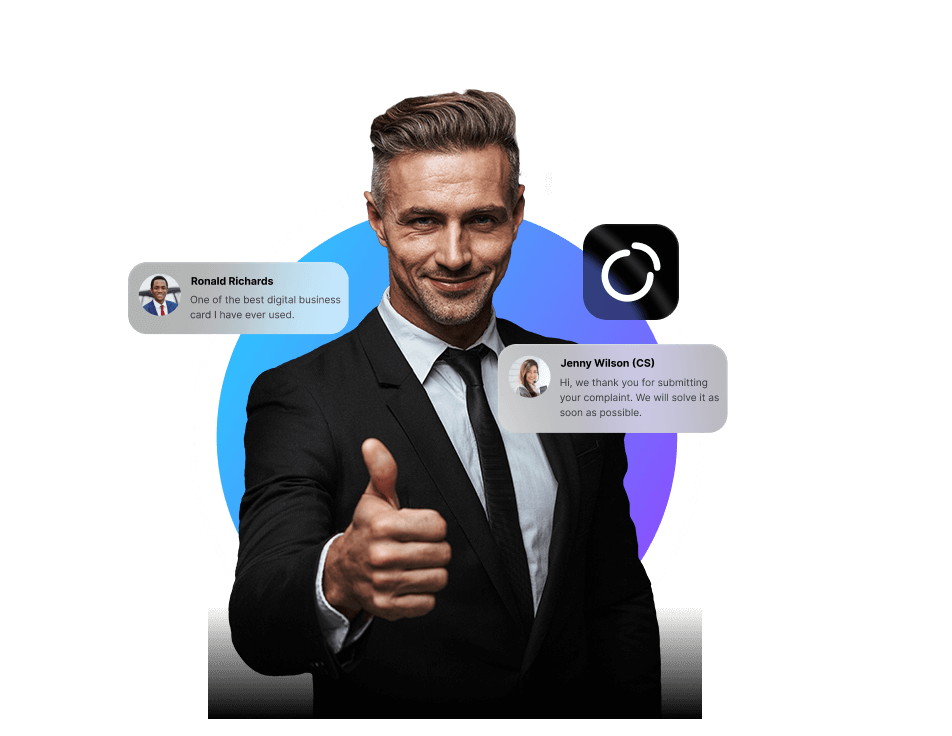 Ronald Richards
One of the best digital business
card I have ever used.
Jenny Wilson (CS)
Hi, we thank you for submitting
your complaint. We will solve it as
soon as possible.